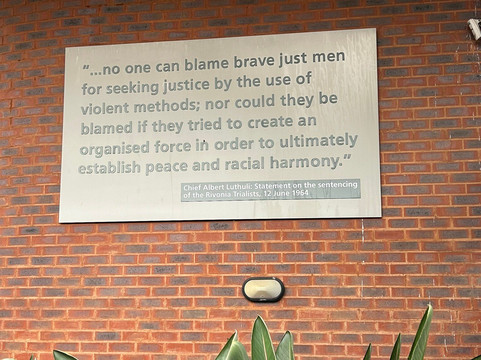 "...no one can blame brave just men
for seeking justice by the use of
violent methods; nor could they be
blamed if they tried to create an
organised force in order to ultimately
establish peace and racial harmony."
Chief Albert Luthuli: Statement on the sentencing
of the Rivonia Trialists, 12 June 1964